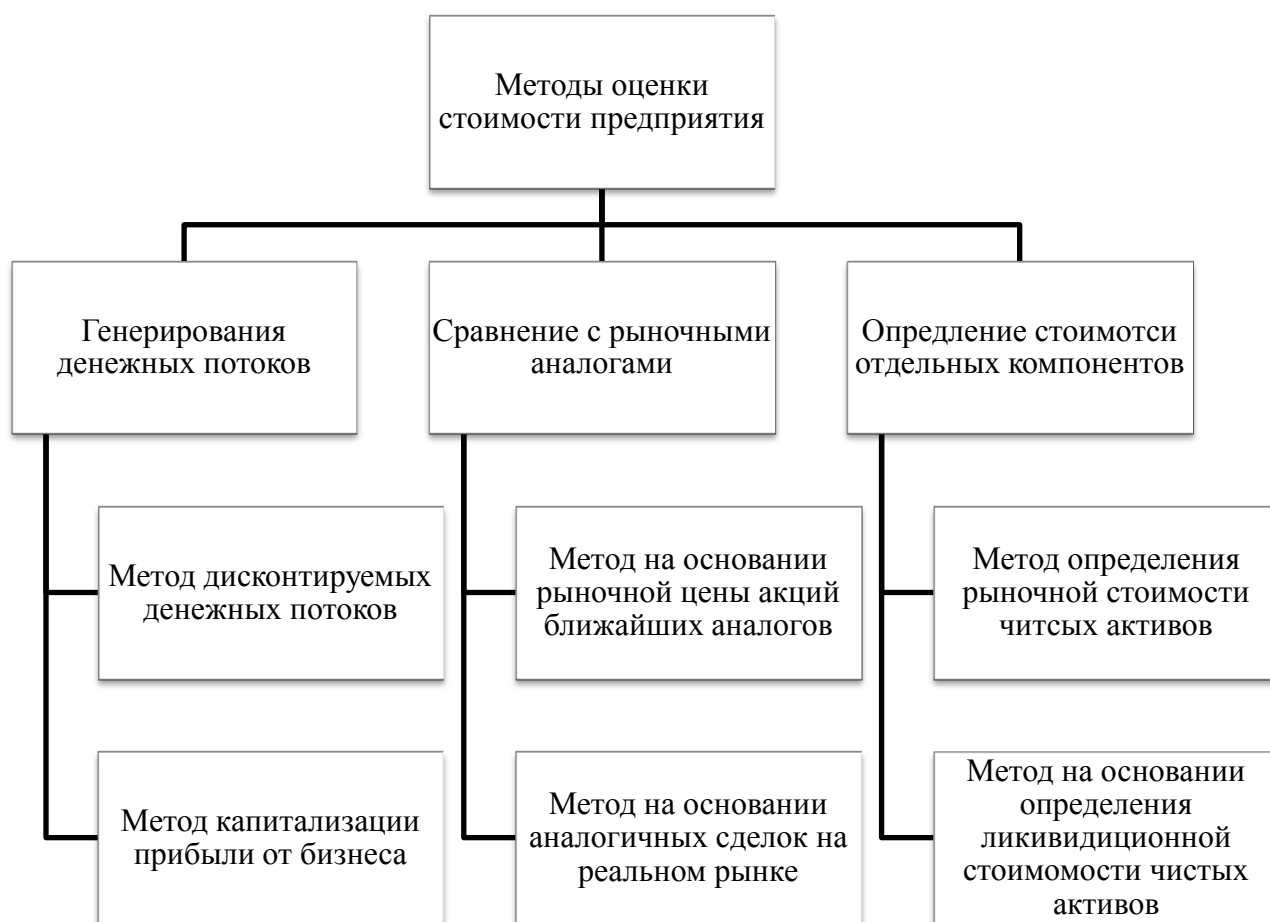 Методы оценки
стоимости предприятия
Генерирования
денежных потоков
Сравнение с рыночными
аналогами
Опредление стоимотси
отдельных компонентов
Метод дисконтируемых
денежных потоков
Метод на основании
рыночной цены акций
ближайших аналогов
Метод определения
рыночной стоимости
читсых активов
Метод капитализации
прибыли от бизнеса
Метод на основании
аналогичных сделок на
реальном рынке
Метод на основании
определения
ликивидиционной
стоимомости чистых
активов